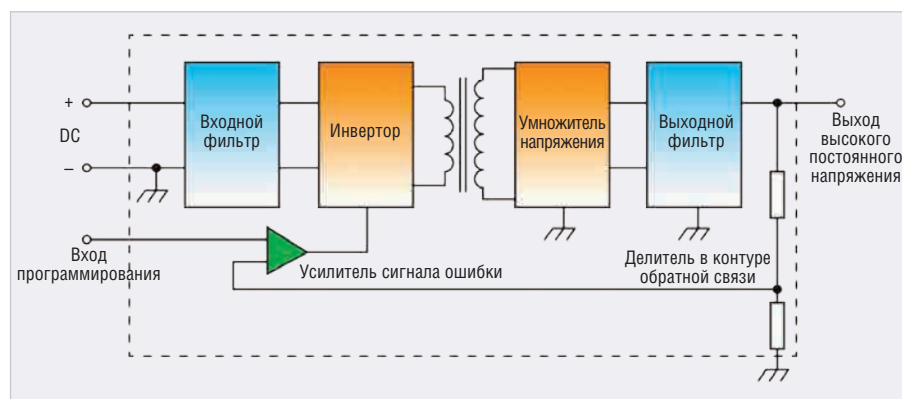 +
DC
–
Входной
фильтр
Инвертор
Умножитель
напряжения
Выходной
фильтр
Выход
высокого
постоянного
напряжения
Вход
программирования
Усилитель сигнала ошибки
Делитель в контуре
обратной связи